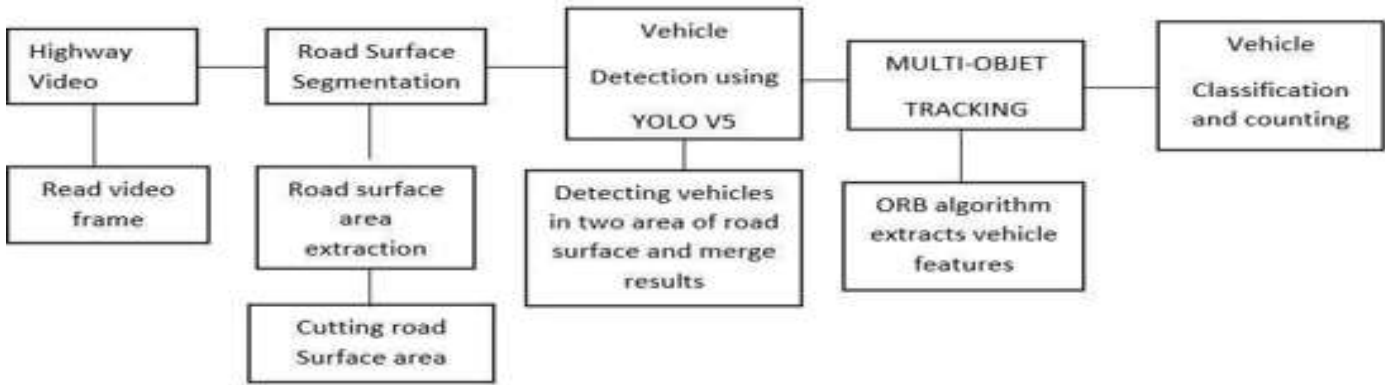 Highway
Video
Road Surface
Segmentation
Vehicle
Detection using
YOLO V5
MULTI-OBJET
TRACKING
Vehicle
Classification
and counting
Read video
frame
Road surface
area
extraction
Detecting vehicles
in two area of road
surface and merge
results
ORB algorithm
extracts vehicle
features
Cutting road
Surface area